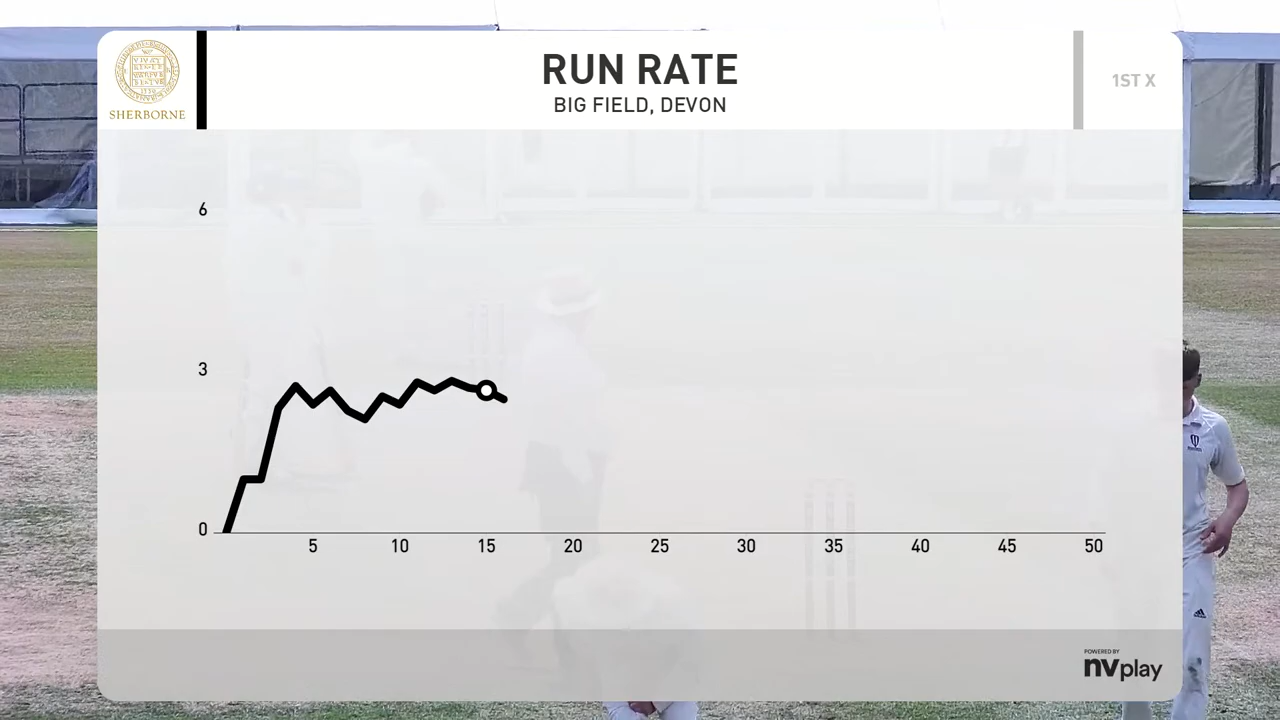 RUN RATE
BIG FIELD, DEVON
SHERBORNE
1ST X
6
3
0
5 10 15 20 25 30 35 40 45 50
POWERED BY
nvplay